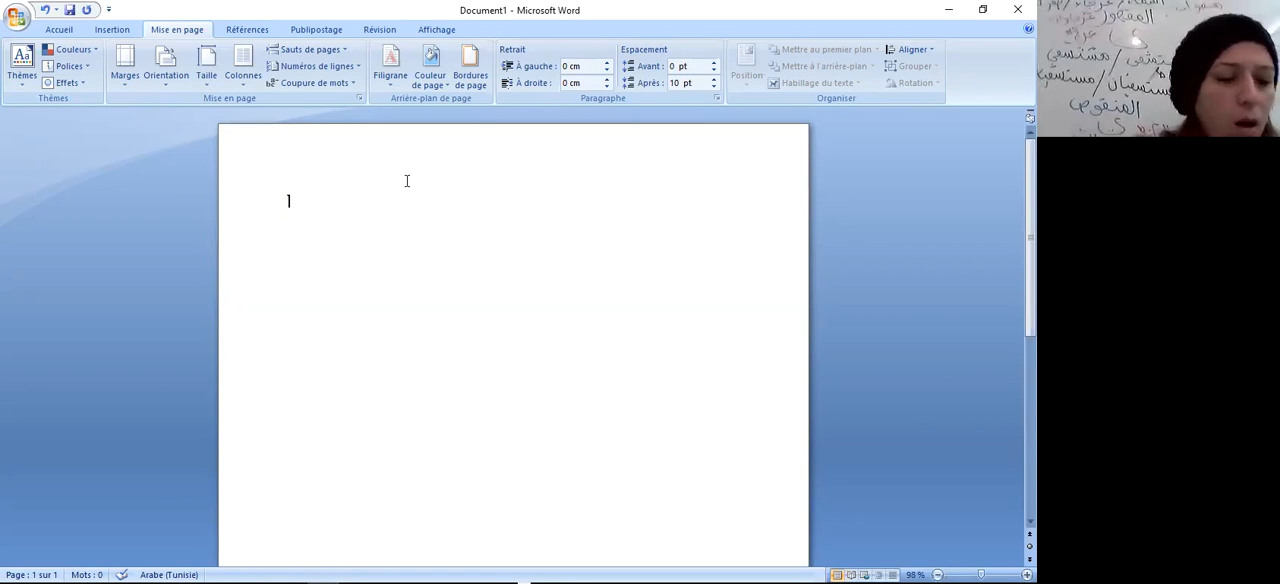 Document1 - Microsoft Word
Accueil Insertion Mise en page Références Publipostage Révision Affichage
Thèmes
Couleurs
Polices
Effets
Thèmes
Marges Orientation Taille Colonnes
Sauts de pages
Numéros de lignes
Coupure de mots
Mise en page
Filigrane Couleur de page Bordures de page
Arrière-plan de page
Retrait
À gauche : 0 cm
À droite : 0 cm
Espacement
Avant : 0 pt
Après : 10 pt
Paragraphe
Position
Mettre au premier plan
Mettre à l'arrière-plan
Habillage du texte
Aligner
Grouper
Rotation
Organiser
المنقوص
Page : 1 sur 1 Mots : 0 Arabe (Tunisie) 98 %